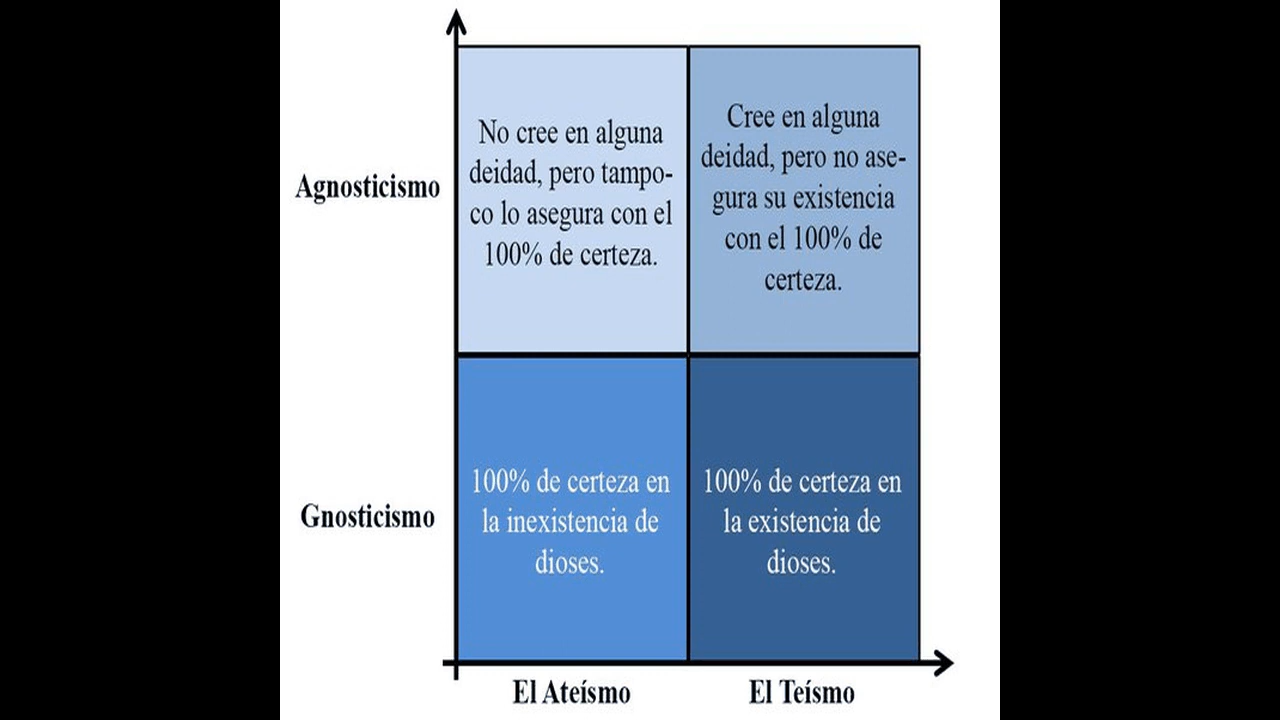 Agnosticismo
No cree en alguna
deidad, pero tampo-
co lo asegura con el
100% de certeza.
Cree en alguna
deidad, pero no ase-
gura su existencia
con el 100% de
certeza.
Gnosticismo
100% de certeza en
la inexistencia de
dioses.
100% de certeza en
la existencia de
dioses.
El Ateísmo
El Teísmo